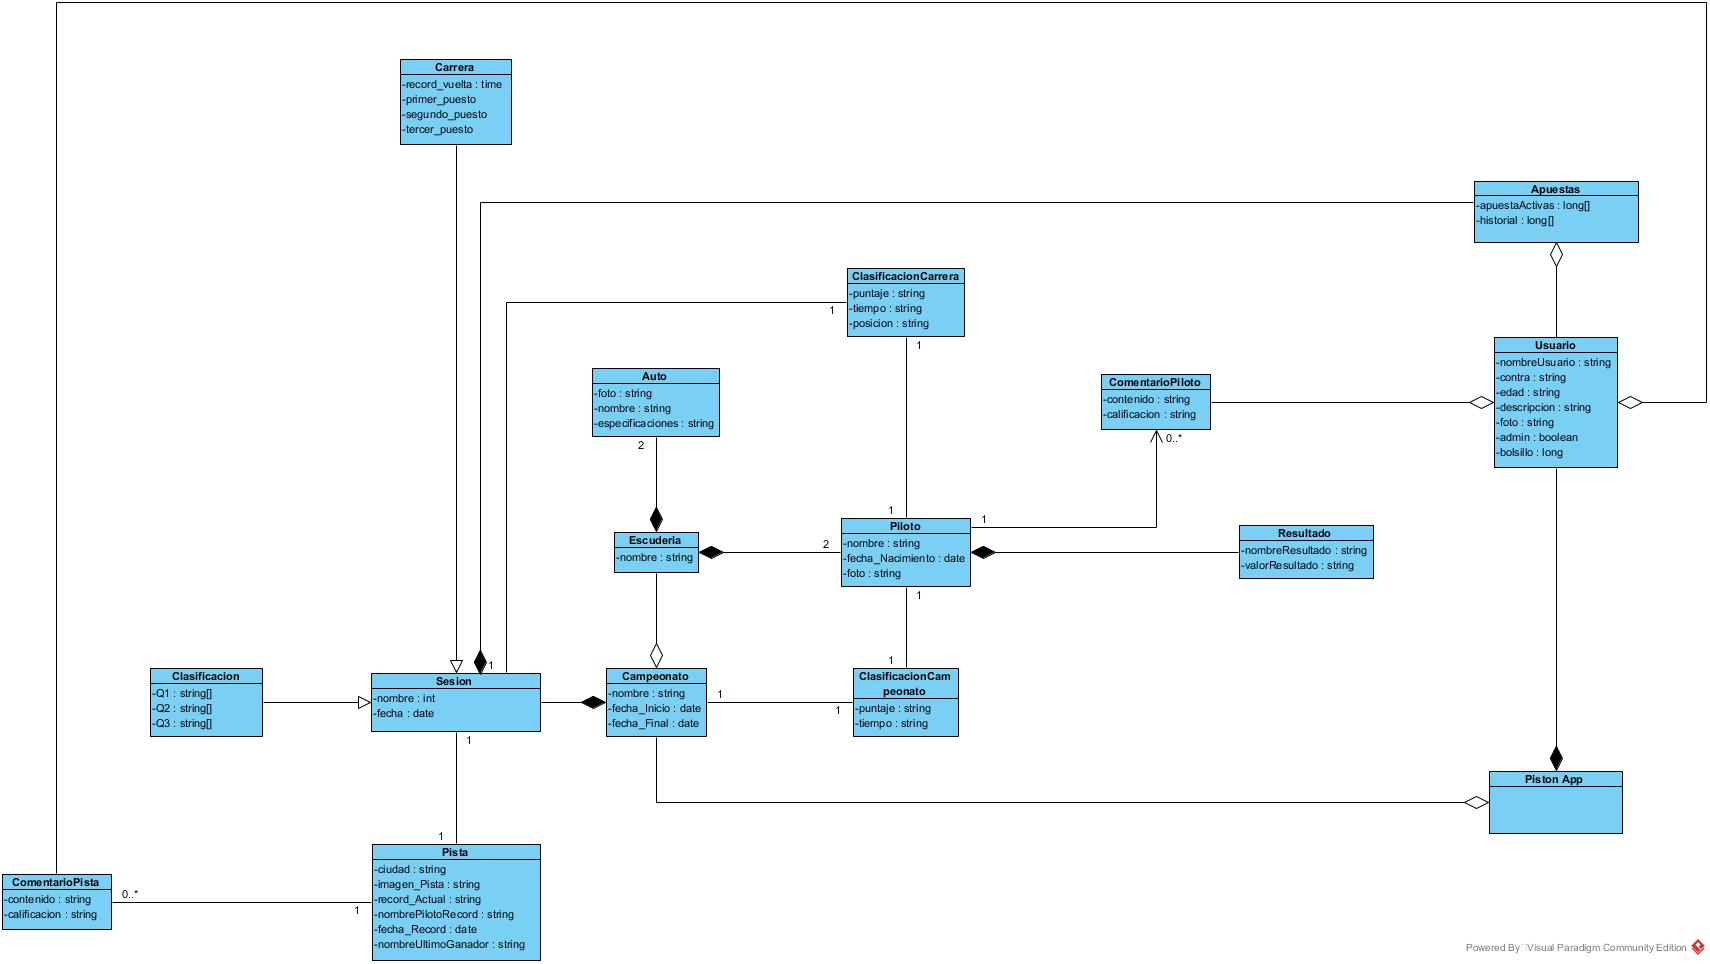 Carrera
-record_vuelta : time
-primer_puesto
-segundo_puesto
-tercer_puesto
Apuestas
-apuestaActivas : long[]
-historial : long[]
ClasificacionCarrera
-puntaje : string
-tiempo : string
-posicion : string
1
1
Auto
-foto : string
-nombre : string
-especificaciones : string
2
ComentarioPiloto
-contenido : string
-calificacion : string
0..*
Usuario
-nombreUsuario : string
-contra : string
-edad : string
-descripcion : string
-foto : string
-admin : boolean
-bolsillo : long
Escuderia
-nombre : string
2
1
Piloto
-nombre : string
-fecha_Nacimiento : date
-foto : string
1
1
Resultado
-nombreResultado : string
-valorResultado : string
Clasificacion
-Q1 : string[]
-Q2 : string[]
-Q3 : string[]
1
Sesion
-nombre : int
-fecha : date
1
Campeonato
-nombre : string
-fecha_Inicio : date
-fecha_Final : date
1
1
1
ClasificacionCam
peonato
-puntaje : string
-tiempo : string
Piston App
1
Pista
-ciudad : string
-imagen_Pista : string
-record_Actual : string
-nombrePilotoRecord : string
-fecha_Record : date
-nombreUltimoGanador : string
ComentarioPista
-contenido : string
-calificacion : string
0..*
1
Powered By Visual Paradigm Community Edition